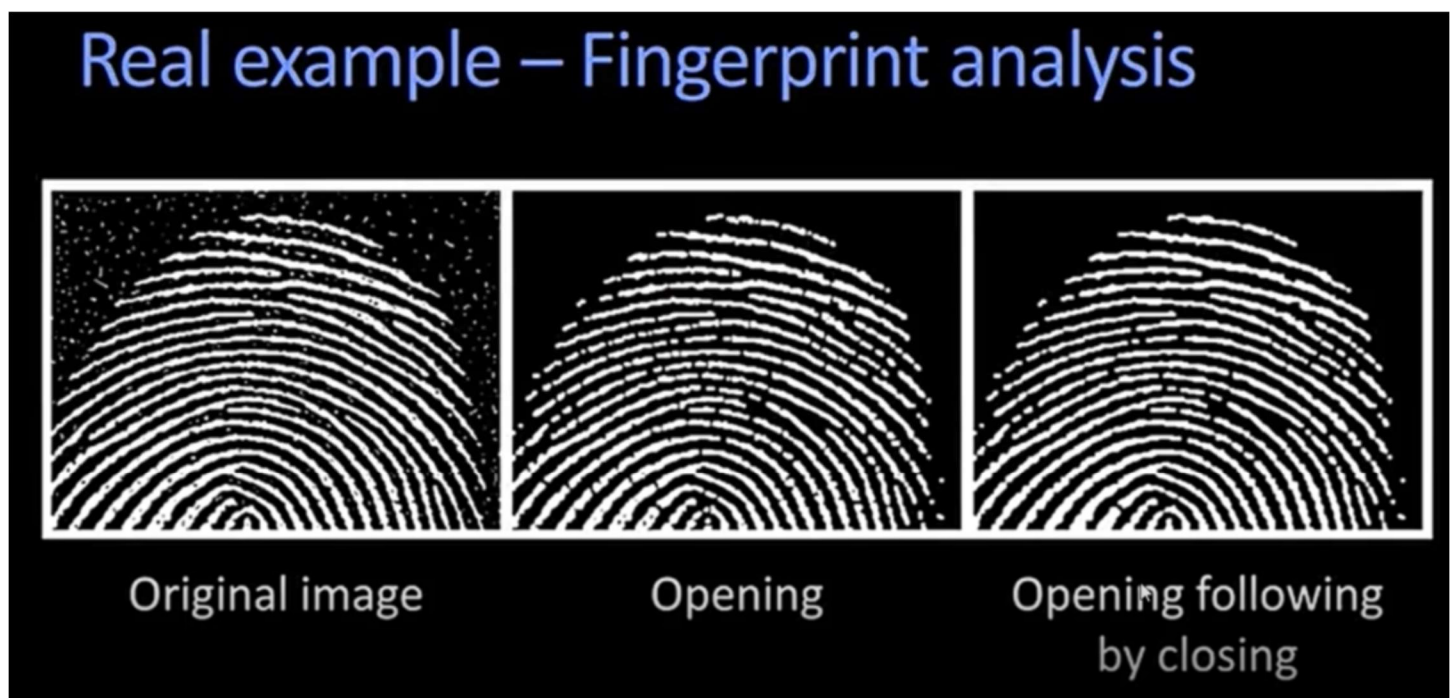 Real example – Fingerprint analysis
Original image
Opening
Opening following
by closing